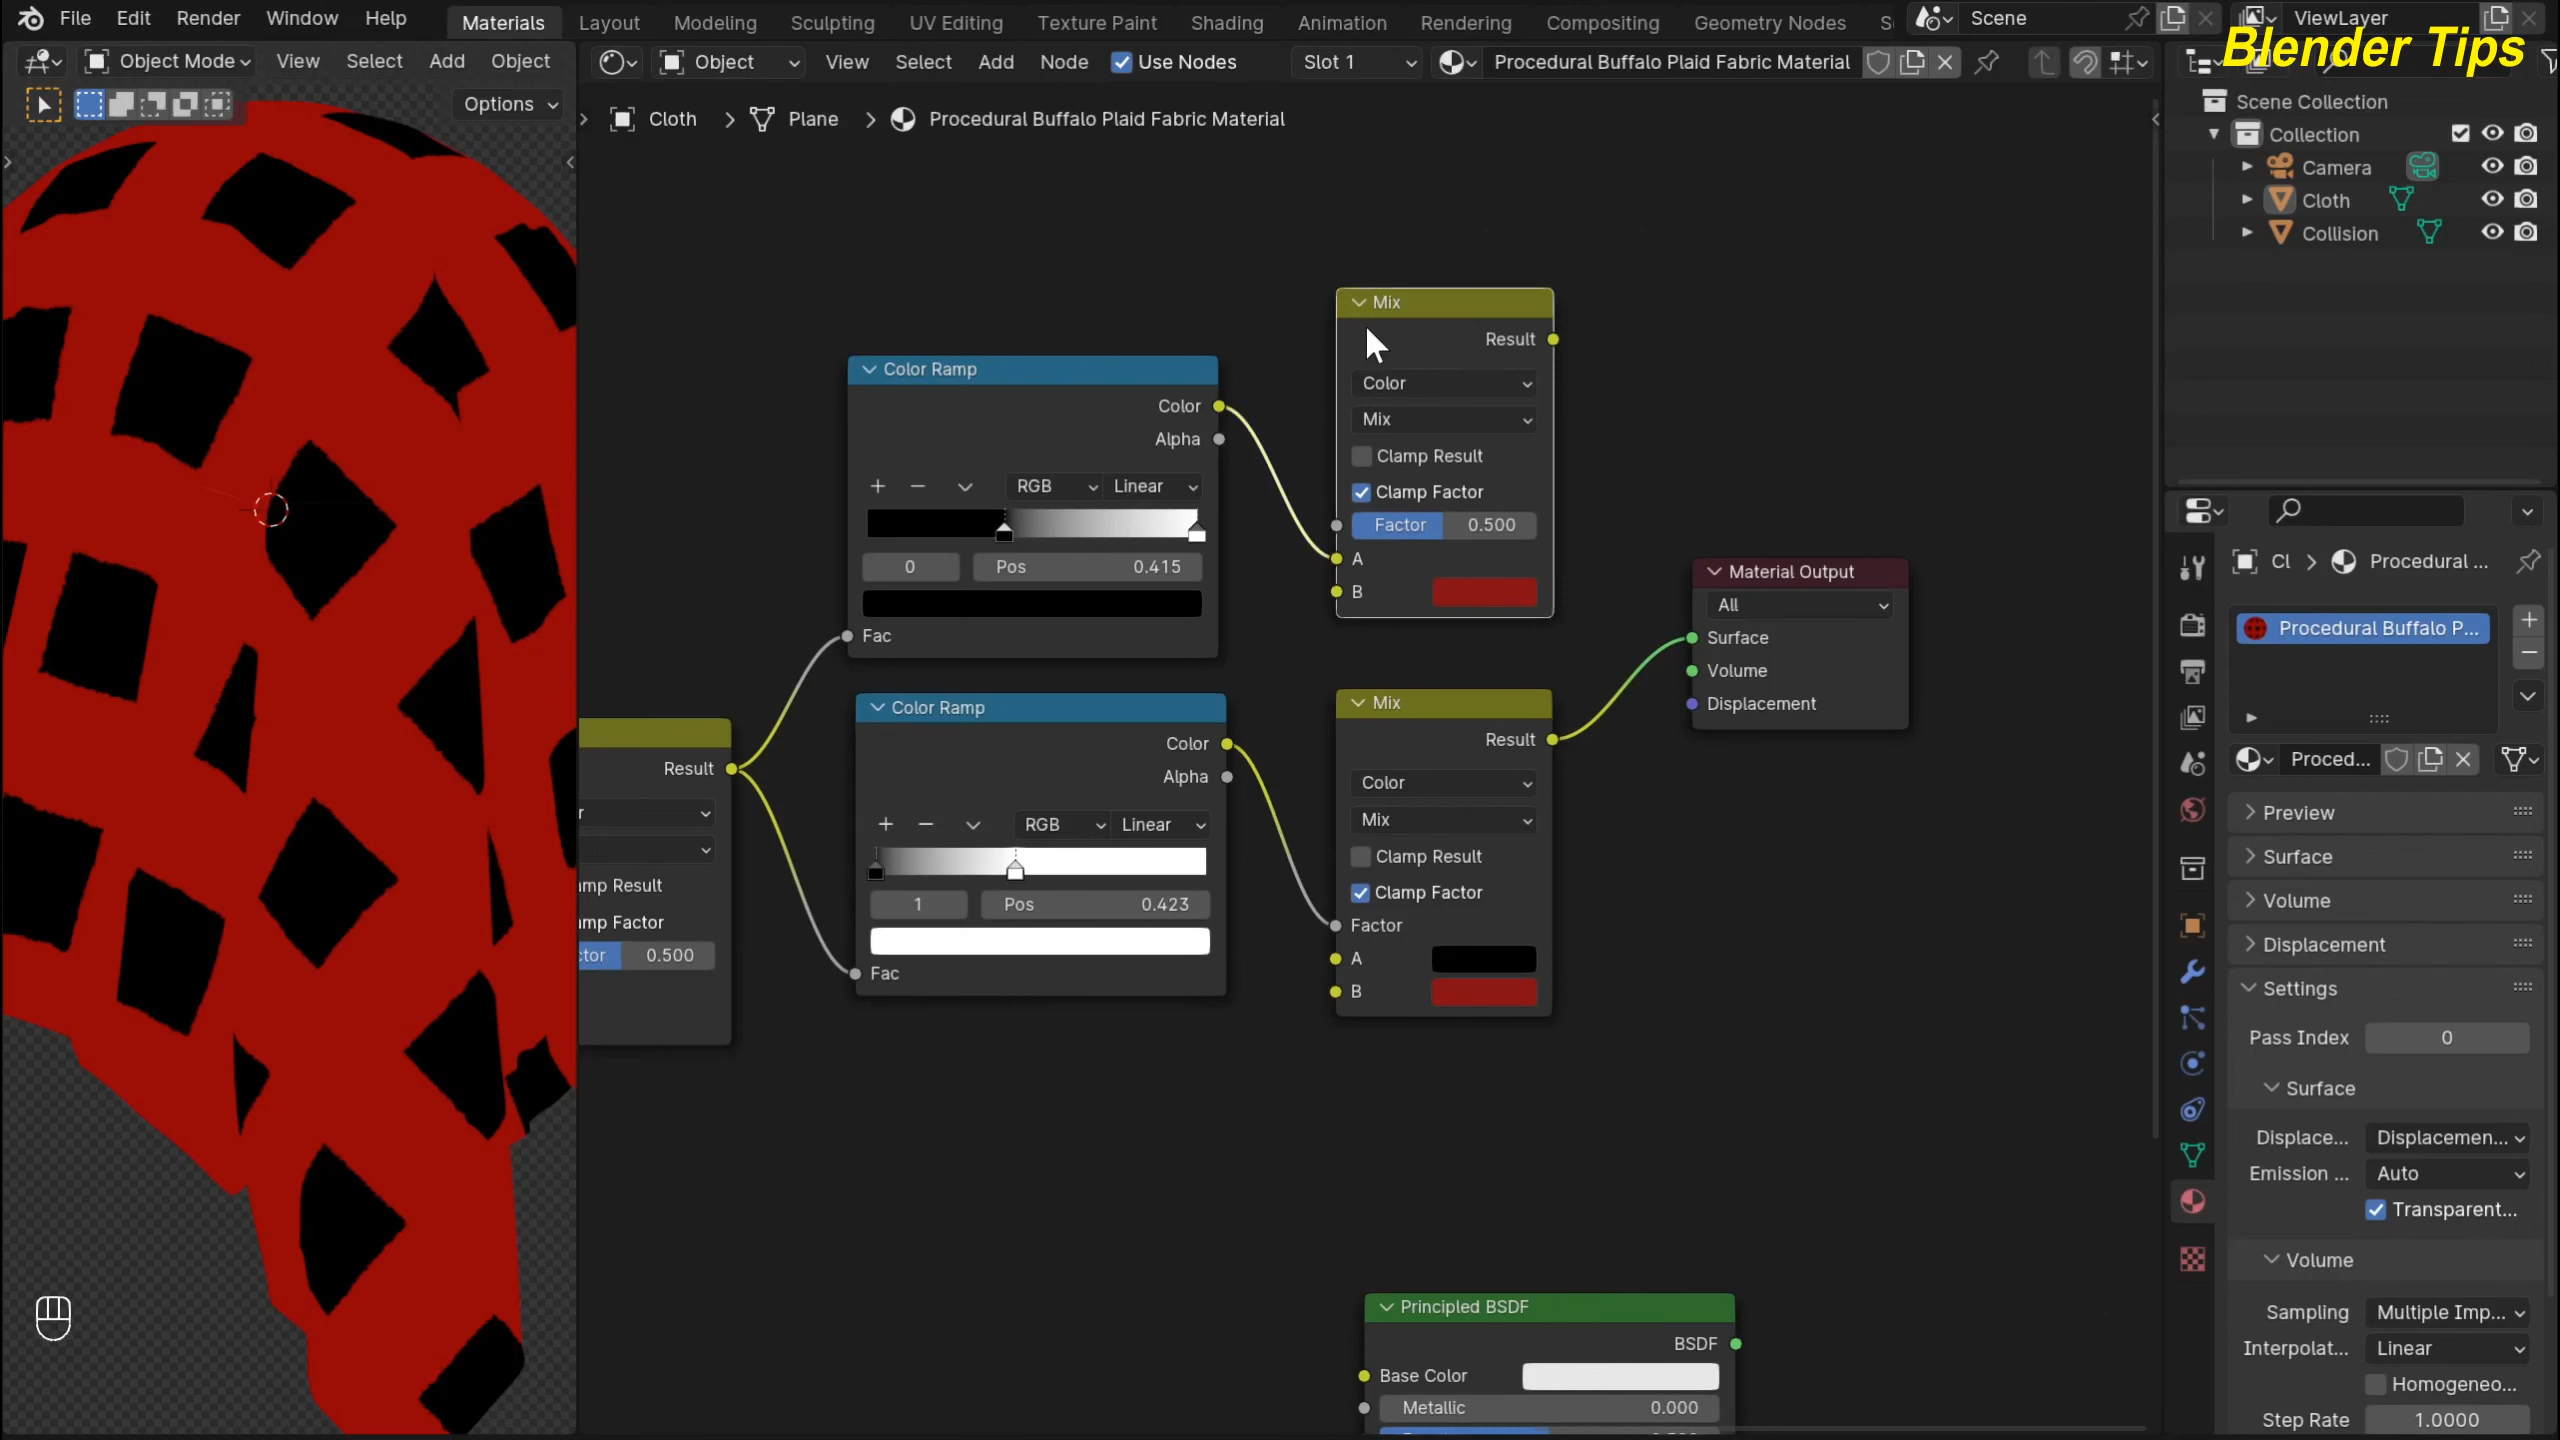 File Edit Render Window Help Materials Layout Modeling Sculpting UV Editing Texture Paint Shading Animation Rendering Compositing Geometry Nodes Scene ViewLayer
Blender Tips
Object Mode View Select Add Object
Object View Select Add Node Use Nodes Slot 1 Procedural Buffalo Plaid Fabric Material
Options
Cloth Plane Procedural Buffalo Plaid Fabric Material
Scene Collection
Collection
Camera
Cloth
Collision
Mix
Result
Color
Mix
Clamp Result
Clamp Factor
Factor 0.500
A
B
Color Ramp
Color
Alpha
RGB Linear
0 Pos 0.415
Fac
Material Output
All
Surface
Volume
Displacement
Result
r
mp Result
mp Factor
ctor 0.500
Color Ramp
Color
Alpha
RGB Linear
1 Pos 0.423
Fac
Mix
Result
Color
Mix
Clamp Result
Clamp Factor
Factor
A
B
Principled BSDF
BSDF
Base Color
Metallic 0.000
Cl Procedural ...
Procedural Buffalo P...
Proced...
Preview
Surface
Volume
Displacement
Settings
Pass Index 0
Surface
Displace... Displacemen...
Emission ... Auto
Transparent...
Volume
Sampling Multiple Imp...
Interpolat... Linear
Homogeneo...
Step Rate 1.0000